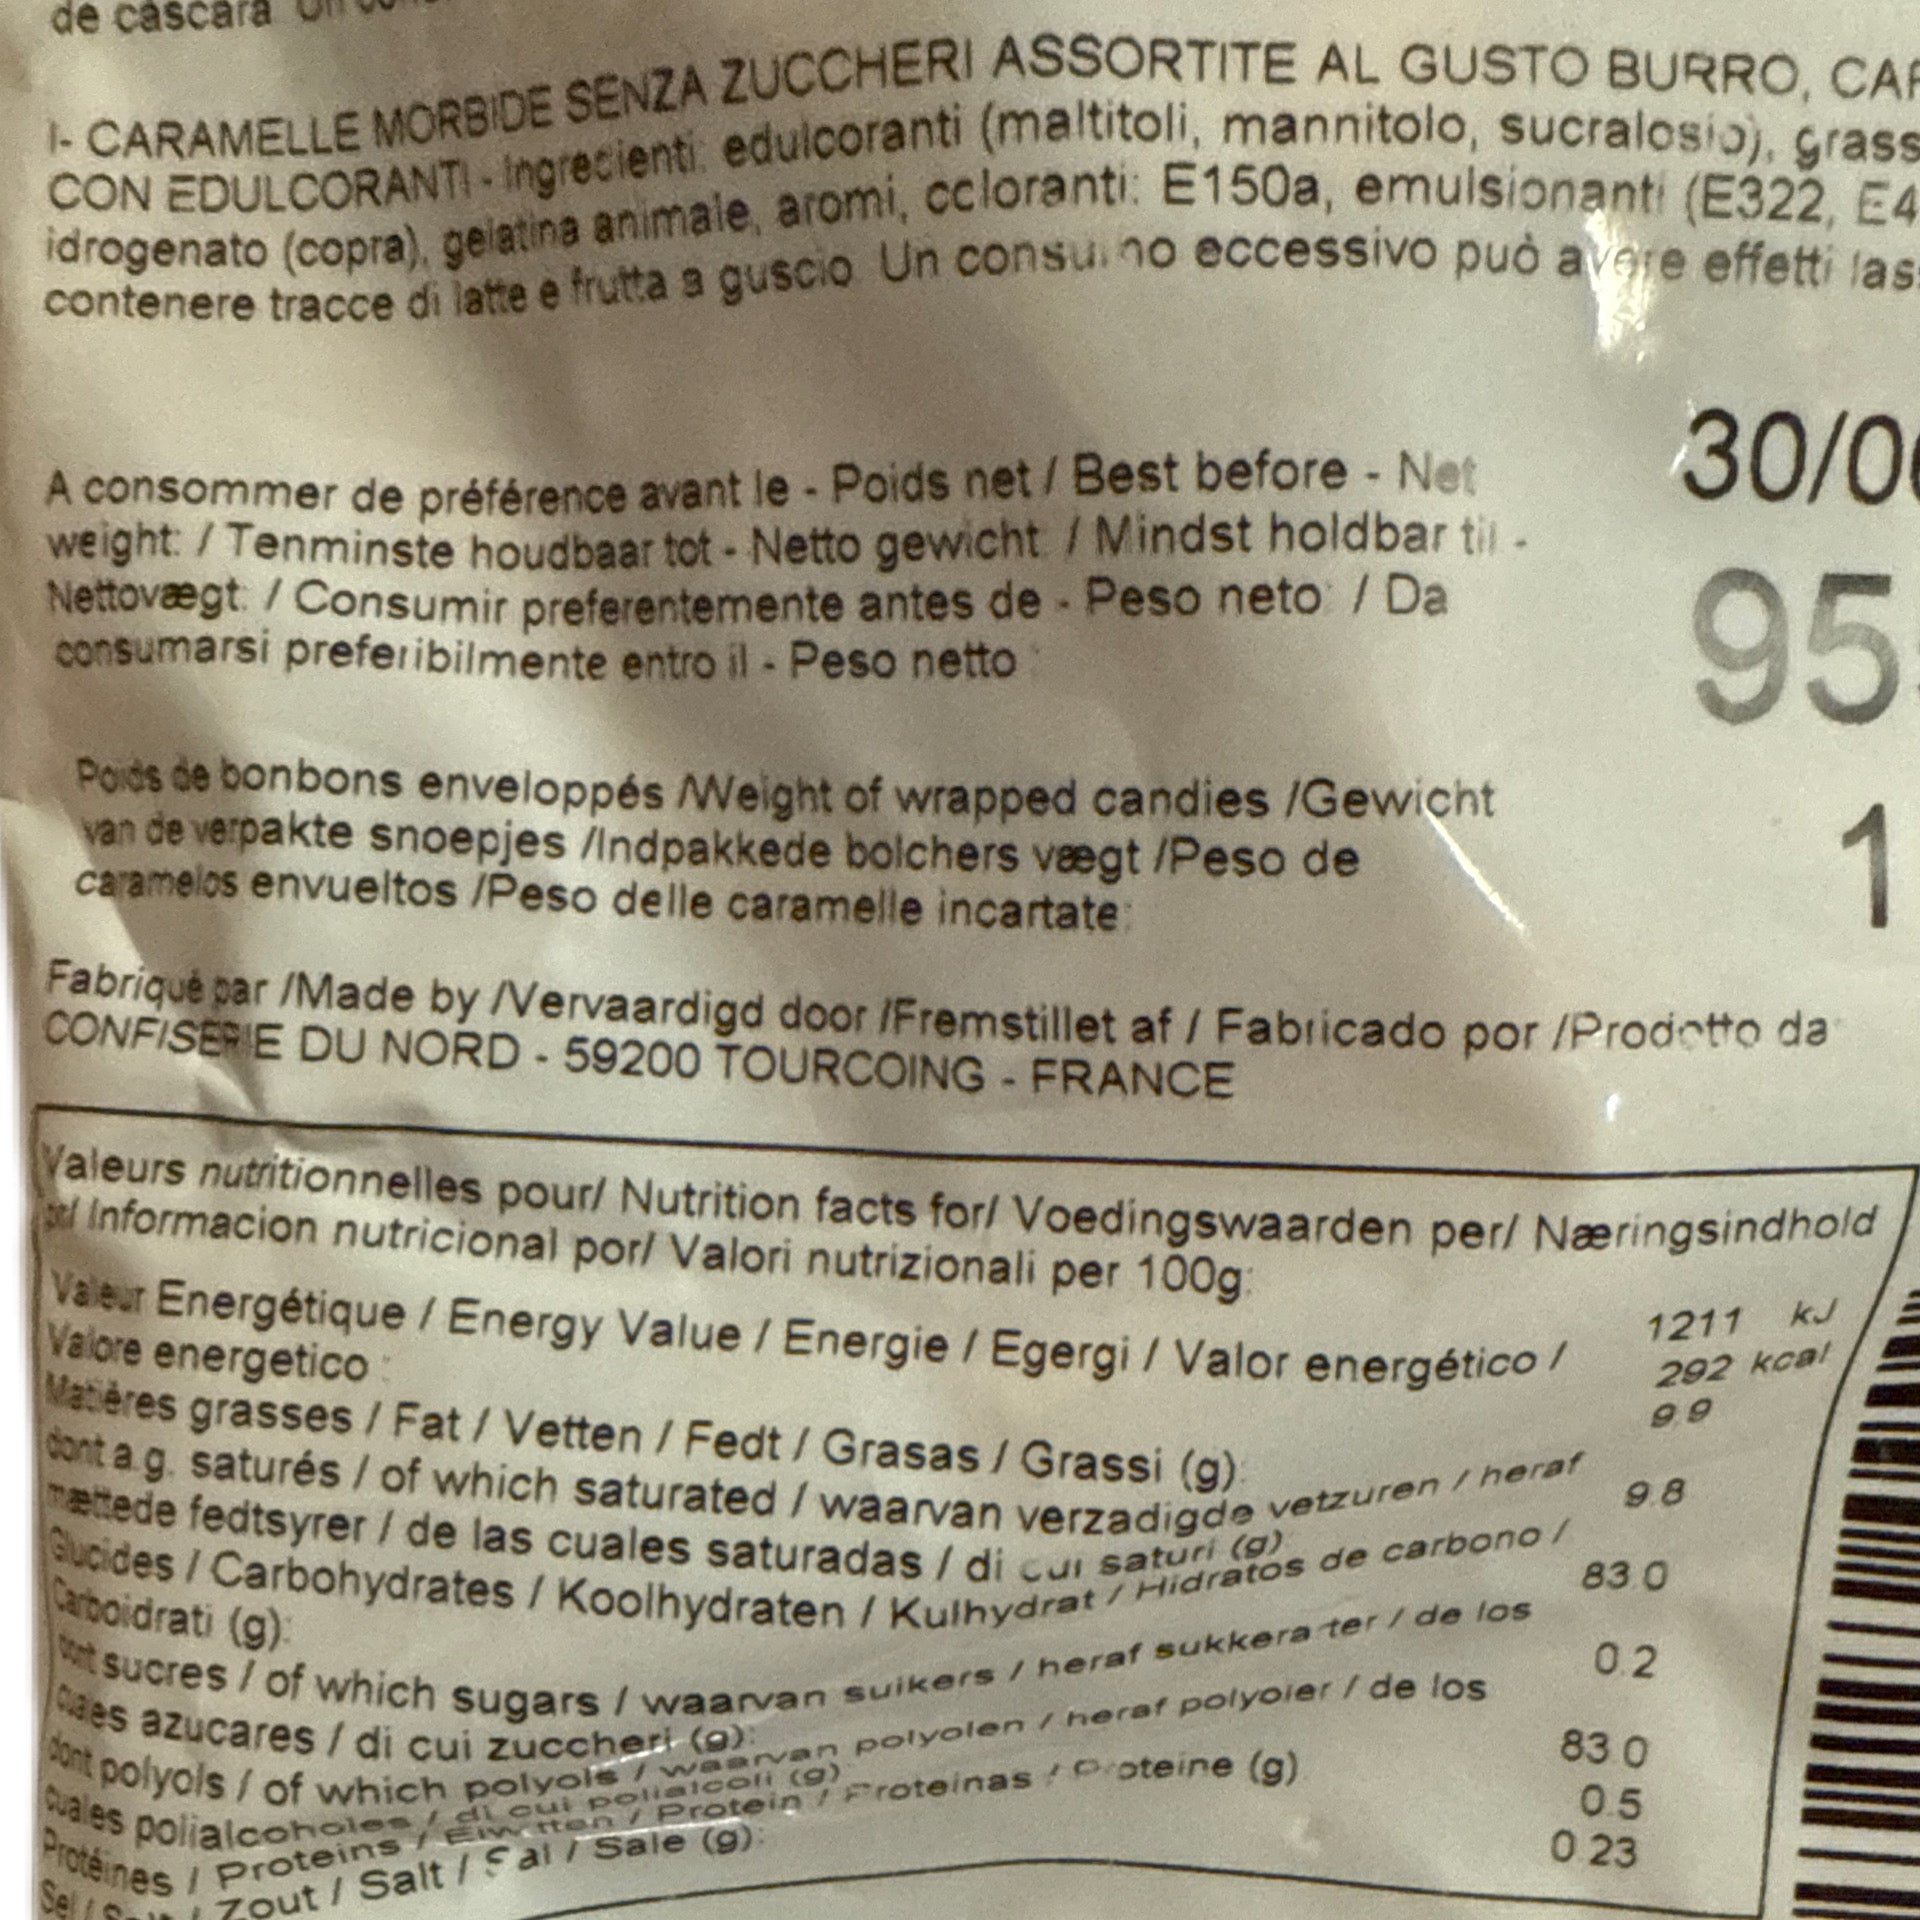 de cáscara Un
I- CARAMELLE MORBIDE SENZA ZUCCHERI ASSORTITE AL GUSTO BURRO, CAR
CON EDULCORANTI - Ingredienti: edulcoranti (maltitoli, mannitolo, sucralosio), grass
idrogenato (copra), gelatina animale, aromi, coloranti: E150a, emulsionanti (E322, E4
contenere tracce di latte e frutta a guscio Un consumo eccessivo può avere effetti las
30/0
A consommer de préférence avant le - Poids net / Best before - Net
weight: / Tenminste houdbaar tot - Netto gewicht / Mindst holdbar til -
Nettovægt: / Consumir preferentemente antes de - Peso neto: / Da
consumarsi preferibilmente entro il - Peso netto
95
Poids de bonbons enveloppés /Weight of wrapped candies /Gewicht
van de verpakte snoepjes /Indpakkede bolchers vægt /Peso de
caramelos envueltos /Peso delle caramelle incartate:
1
Fabriqué par /Made by /Vervaardigd door /Fremstillet af / Fabricado por /Prodotto da
CONFISERIE DU NORD - 59200 TOURCOING - FRANCE
Valeurs nutritionnelles pour/ Nutrition facts for/ Voedingswaarden per/ Næringsindhold
pr/ Informacion nutricional por/ Valori nutrizionali per 100g:
Valeur Energétique / Energy Value / Energie / Egergi / Valor energético / 1211 kJ
Valore energetico : 292 kcal
Matières grasses / Fat / Vetten / Fedt / Grasas / Grassi (g): 9.9
dont a.g. saturés / of which saturated / waarvan verzadigde vetzuren / heraf
mættede fedtsyrer / de las cuales saturadas / di cui saturi (g) 9.8
Glucides / Carbohydrates / Koolhydraten / Kulhydrat / Hidratos de carbono /
Carboidrati (g): 83.0
dont sucres / of which sugars / waarvan suikers / heraf sukkerarter / de los
cuales azucares / di cui zuccheri (g): 0.2
dont polyols / of which polyols / waarvan polyolen / heraf polyoler / de los
cuales polialcoholes / di cui polialcoli (g) 83.0
Protéines / Proteins / Eiwitten / Protein / Proteinas / Proteine (g) 0.5
Sel / Salt / Zout / Salt / Sal / Sale (g): 0.23